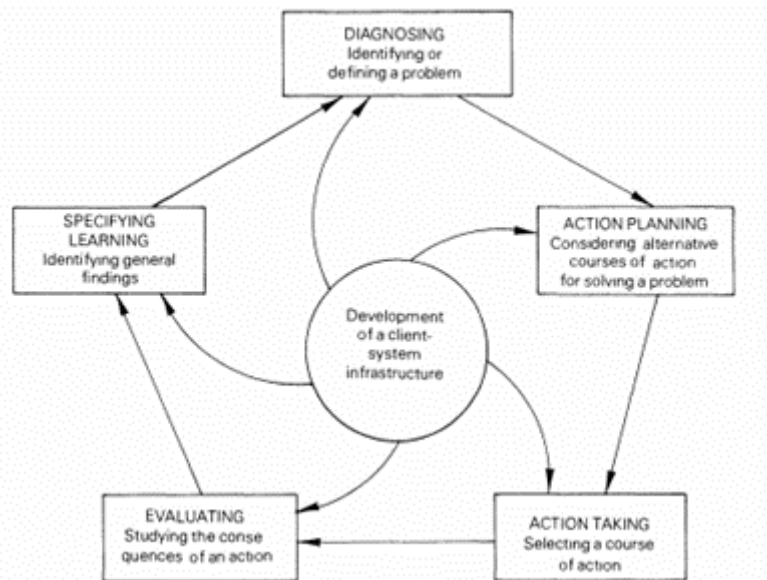 DIAGNOSING
Identifying or
defining a problem
ACTION PLANNING
Considering alternative
courses of action
for solving a problem
ACTION TAKING
Selecting a course
of action
EVALUATING
Studying the conse
quences of an action
SPECIFYING
LEARNING
Identifying general
findings
Development
of a client-
system
infrastructure